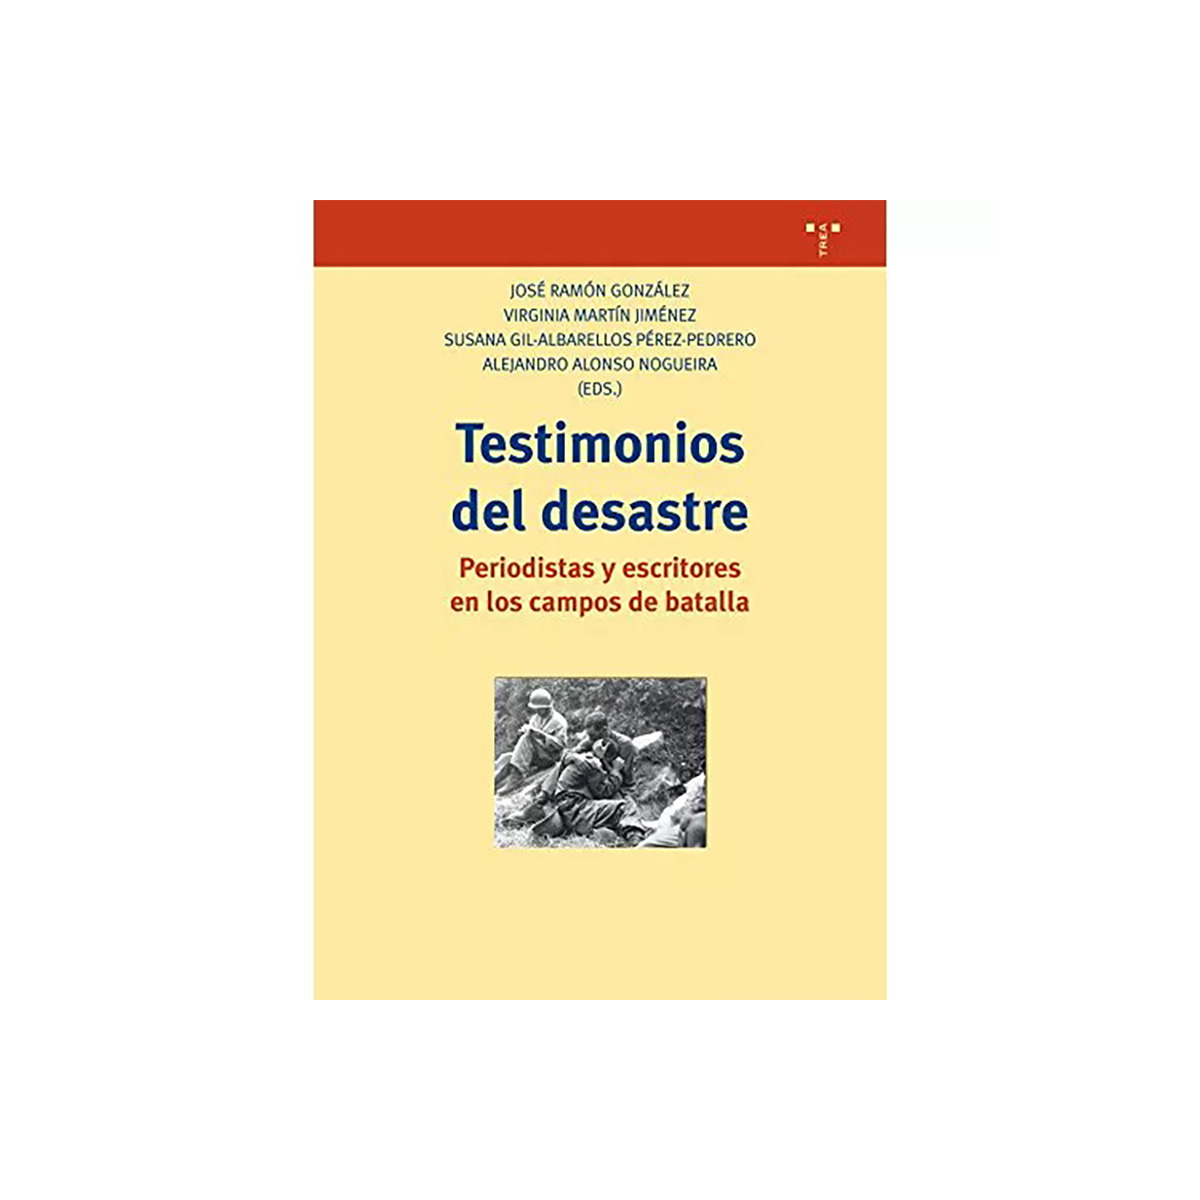 TREA
JOSÉ RAMÓN GONZÁLEZ
VIRGINIA MARTÍN JIMÉNEZ
SUSANA GIL-ALBARELLOS PÉREZ-PEDRERO
ALEJANDRO ALONSO NOGUEIRA
(EDS.)
Testimonios
del desastre
Periodistas y escritores
en los campos de batalla